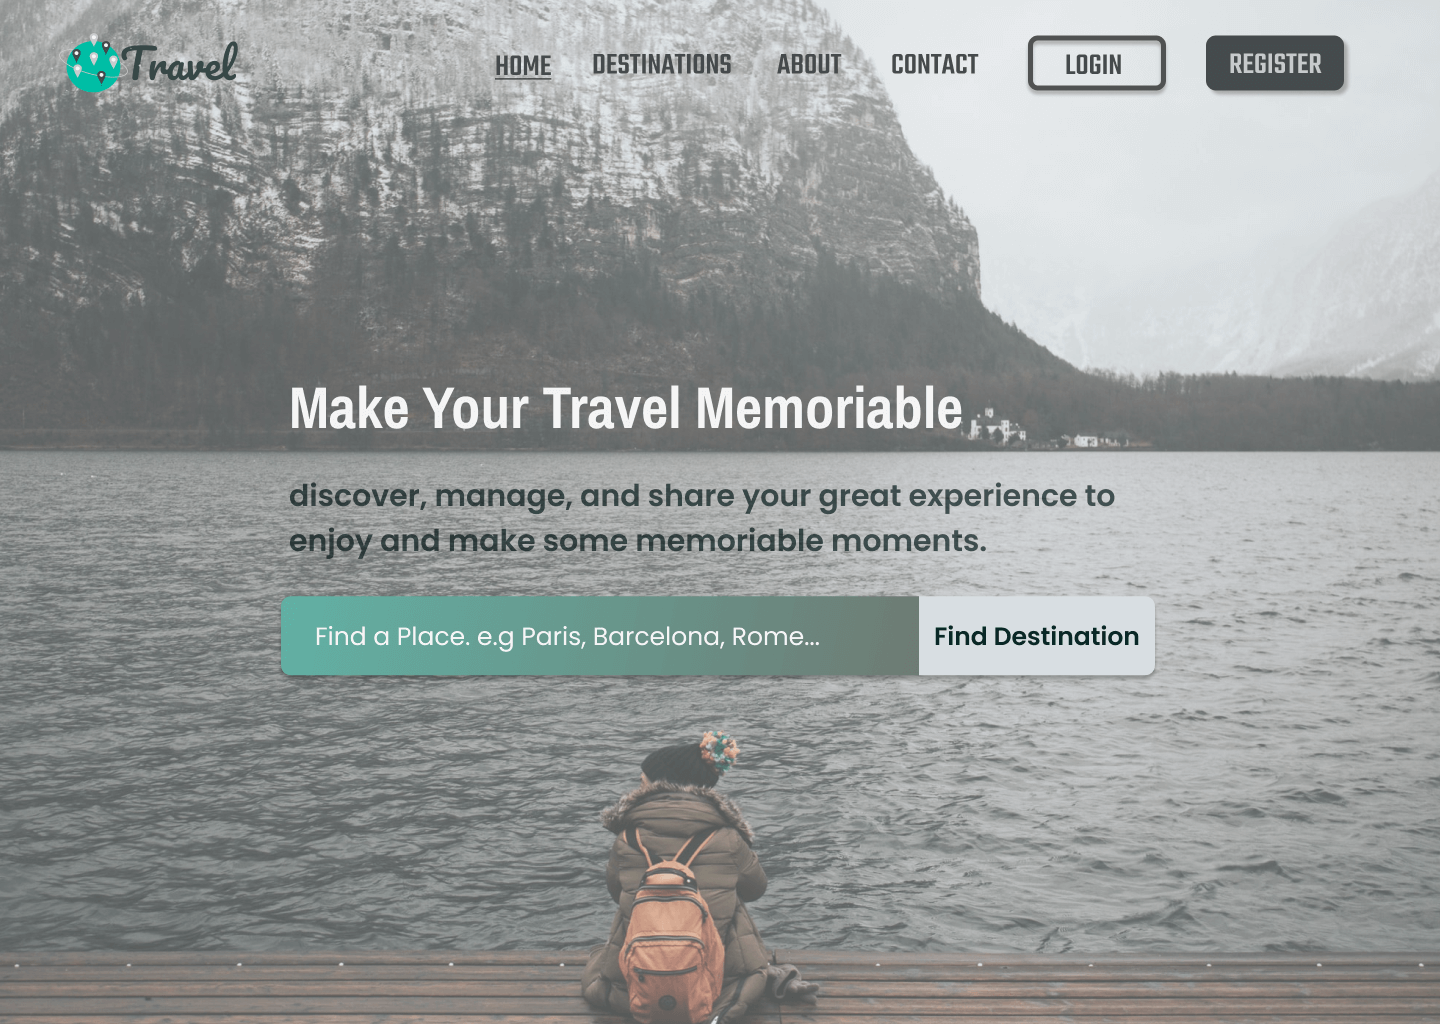 Travel
HOME DESTINATIONS ABOUT CONTACT LOGIN REGISTER
Make Your Travel Memoriable
discover, manage, and share your great experience to
enjoy and make some memoriable moments.
Find a Place. e.g Paris, Barcelona, Rome... Find Destination